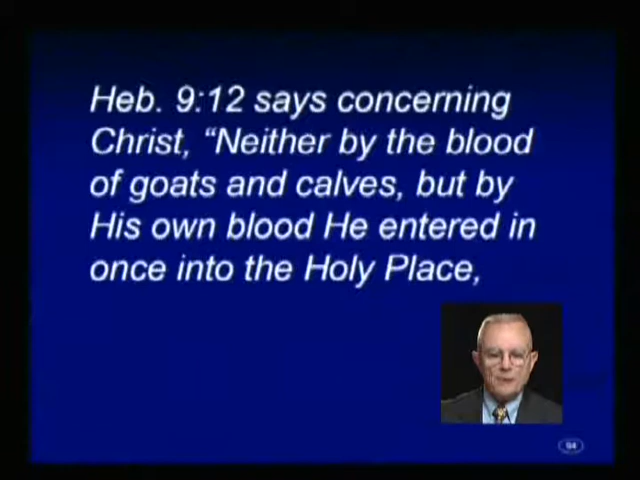 Heb. 9:12 says concerning
Christ, “Neither by the blood
of goats and calves, but by
His own blood He entered in
once into the Holy Place,
94